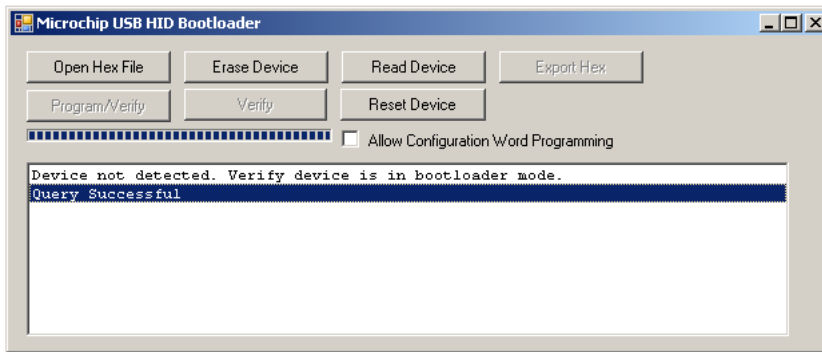 Microchip USB HID Bootloader
Open Hex File Erase Device Read Device Export Hex
Program/Verify Verify Reset Device
Allow Configuration Word Programming
Device not detected. Verify device is in bootloader mode.
Query Successful